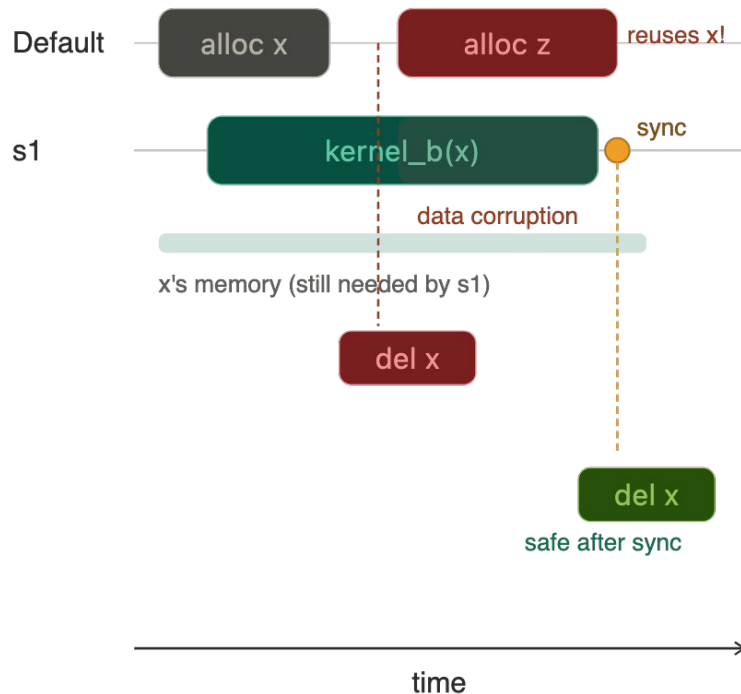 Default
alloc x
alloc z
reuses x!
s1
kernel_b(x)
sync
data corruption
x's memory (still needed by s1)
del x
del x
safe after sync
time